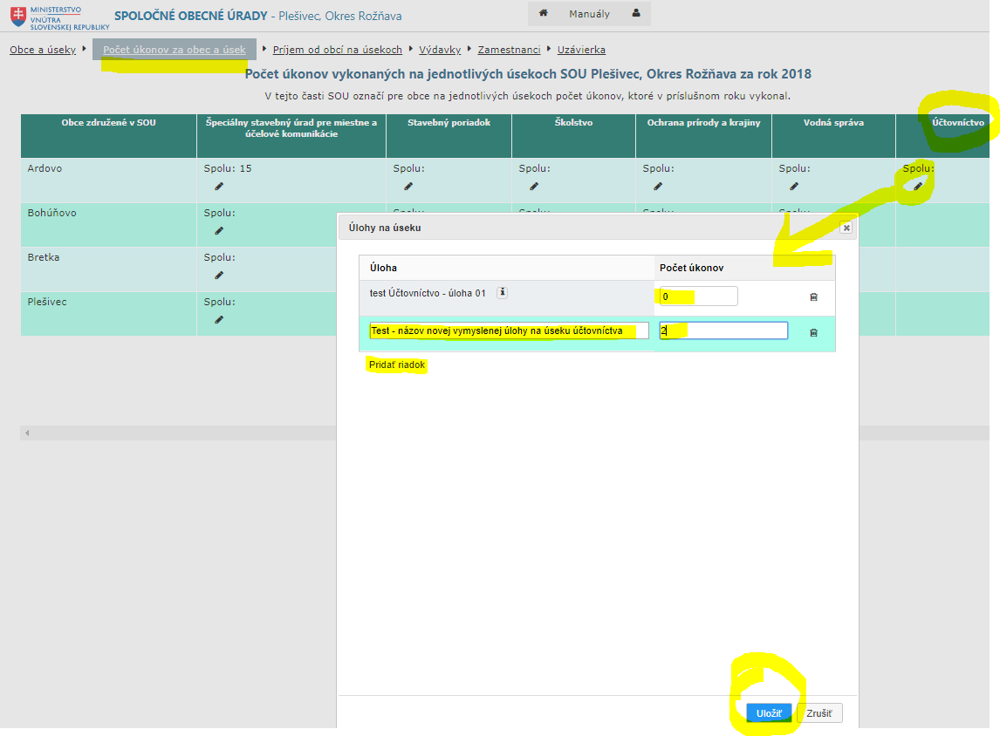 MINISTERSTVO
VNÚTRA
SLOVENSKEJ REPUBLIKY
SPOLOČNÉ OBECNÉ ÚRADY - Plešivec, Okres Rožňava
Manuály
Obce a úseky Počet úkonov za obec a úsek Príjem od obcí na úsekoch Výdavky Zamestnanci Uzávierka
Počet úkonov vykonaných na jednotlivých úsekoch SOU Plešivec, Okres Rožňava za rok 2018
V tejto časti SOU označí pre obce na jednotlivých úsekoch počet úkonov, ktoré v príslušnom roku vykonal.
Obce združené v SOU
Špeciálny stavebný úrad pre miestne a
účelové komunikácie
Stavebný poriadok
Školstvo
Ochrana prírody a krajiny
Vodná správa
Účtovníctvo
Ardovo Spolu: 15 Spolu: Spolu: Spolu: Spolu: Spolu:
Bohúňovo Spolu: Spolu: Spolu: Spolu: Spolu:
Bretka Spolu:
Plešivec Spolu:
Úlohy na úseku
Úloha Počet úkonov
test Účtovníctvo - úloha 01 0
Test - názov novej vymyslenej úlohy na úseku účtovníctva 2
Pridať riadok
Uložiť Zrušiť